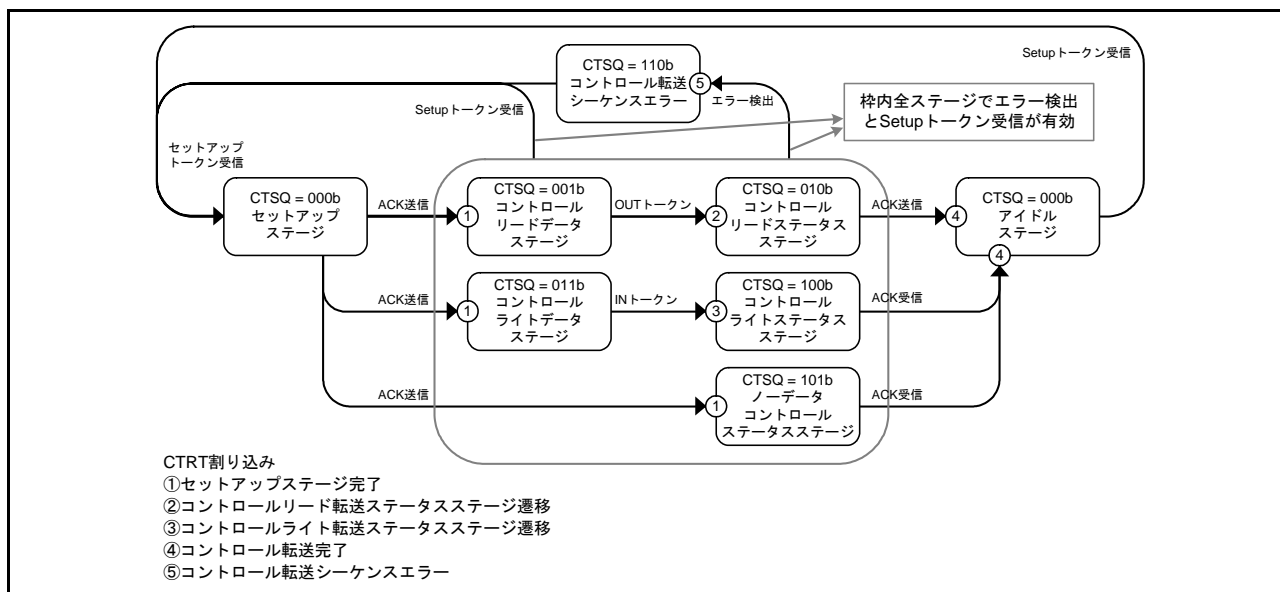 Setupトークン受信
CTSQ = 110b
コントロール転送
シーケンスエラー
⑤
エラー検出
Setupトークン受信
枠内全ステージでエラー検出
とSetupトークン受信が有効
セットアップ
トークン受信
CTSQ = 000b
セットアップ
ステージ
ACK送信
①
CTSQ = 001b
コントロール
リードデータ
ステージ
OUTトークン
②
CTSQ = 010b
コントロール
リードステータス
ステージ
ACK送信
④
CTSQ = 000b
アイドル
ステージ
④
ACK送信
①
CTSQ = 011b
コントロール
ライトデータ
ステージ
INトークン
③
CTSQ = 100b
コントロール
ライトステータス
ステージ
ACK受信
ACK送信
①
CTSQ = 101b
ノーデータ
コントロール
ステータスステージ
ACK受信
CTRT割り込み
①セットアップステージ完了
②コントロールリード転送ステータスステージ遷移
③コントロールライト転送ステータスステージ遷移
④コントロール転送完了
⑤コントロール転送シーケンスエラー